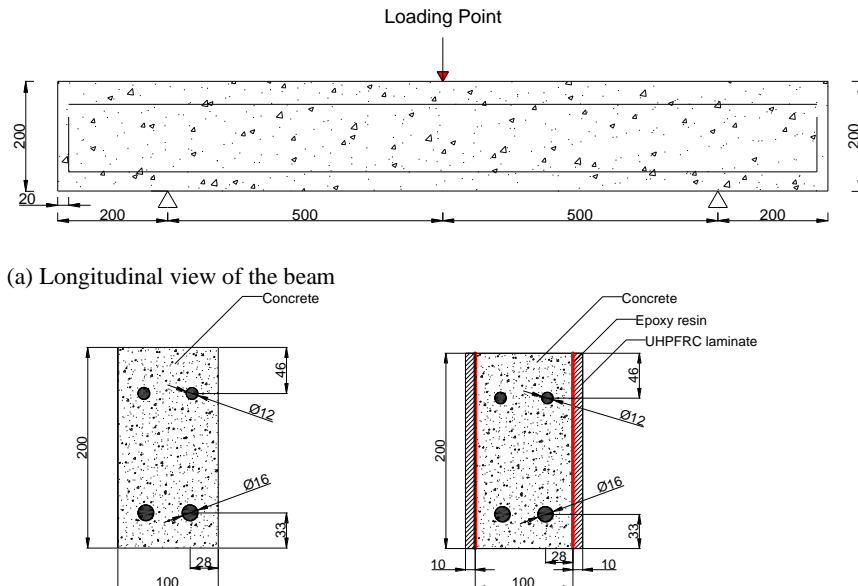 Loading Point
200
200
20
200
500
500
200
(a) Longitudinal view of the beam
Concrete
Concrete
Epoxy resin
UHPFRC laminate
46
46
Ø12
Ø12
200
200
Ø16
Ø16
33
33
28
28
10
10
100
100